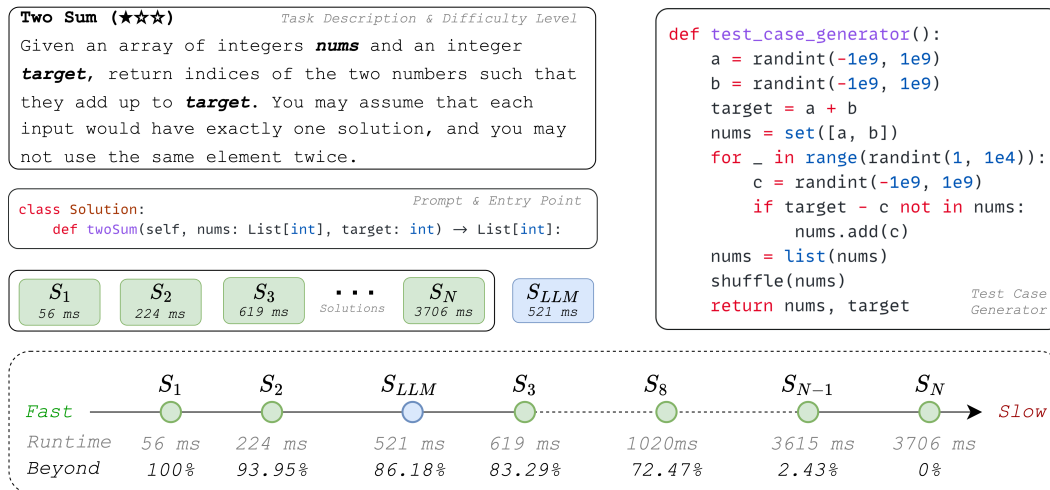 Two Sum (★☆☆)
Task Description & Difficulty Level
Given an array of integers nums and an integer
target, return indices of the two numbers such that
they add up to target. You may assume that each
input would have exactly one solution, and you may
not use the same element twice.
Prompt & Entry Point
class Solution:
    def twoSum(self, nums: List[int], target: int) → List[int]:
S1 S2 S3 ... SN SLLM
56 ms 224 ms 619 ms Solutions 3706 ms 521 ms
def test_case_generator():
    a = randint(-1e9, 1e9)
    b = randint(-1e9, 1e9)
    target = a + b
    nums = set([a, b])
    for _ in range(randint(1, 1e4)):
        c = randint(-1e9, 1e9)
        if target - c not in nums:
            nums.add(c)
    nums = list(nums)
    shuffle(nums)
    return nums, target
Test Case
Generator
S1 S2 SLLM S3 S8 SN−1 SN
Fast Slow
Runtime 56 ms 224 ms 521 ms 619 ms 1020ms 3615 ms 3706 ms
Beyond 100% 93.95% 86.18% 83.29% 72.47% 2.43% 0%